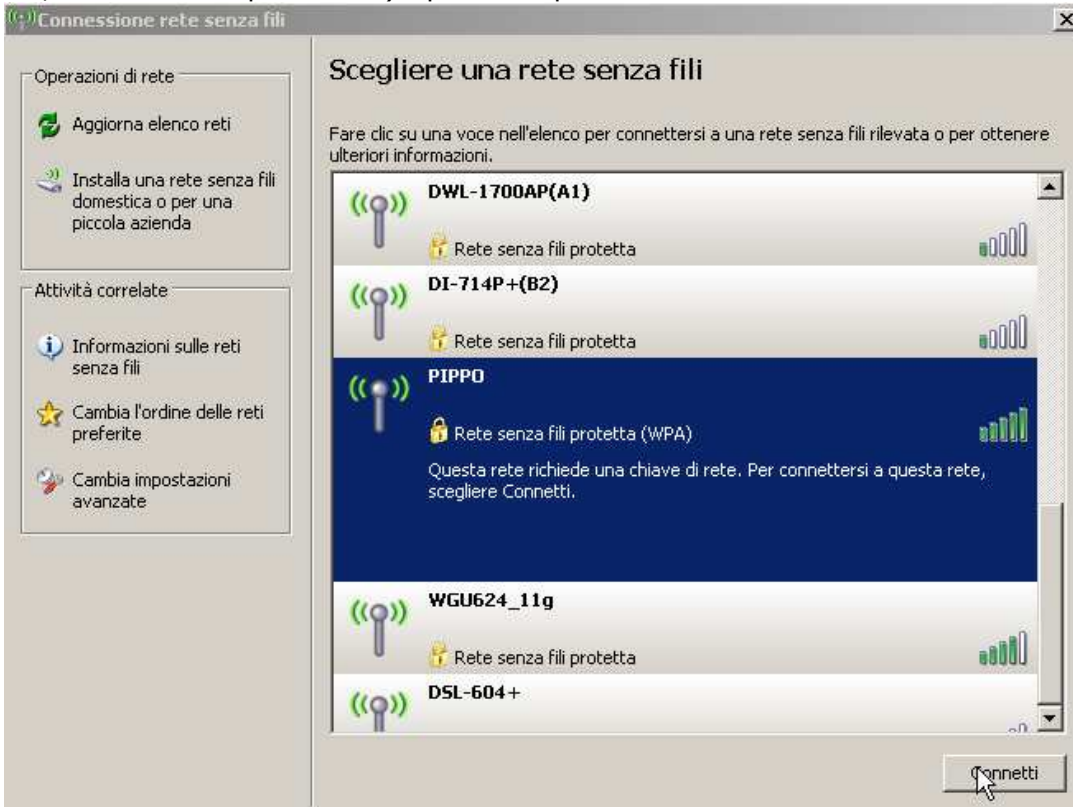 Connessione rete senza fili
Operazioni di rete
Aggiorna elenco reti
Installa una rete senza fili
domestica o per una
piccola azienda
Attività correlate
Informazioni sulle reti
senza fili
Cambia l'ordine delle reti
preferite
Cambia impostazioni
avanzate
Scegliere una rete senza fili
Fare clic su una voce nell'elenco per connettersi a una rete senza fili rilevata o per ottenere
ulteriori informazioni.
DWL-1700AP(A1)
Rete senza fili protetta
DI-714P+(B2)
Rete senza fili protetta
PIPPO
Rete senza fili protetta (WPA)
Questa rete richiede una chiave di rete. Per connettersi a questa rete,
scegliere Connetti.
WGU624_11g
Rete senza fili protetta
DSL-604+
Connetti